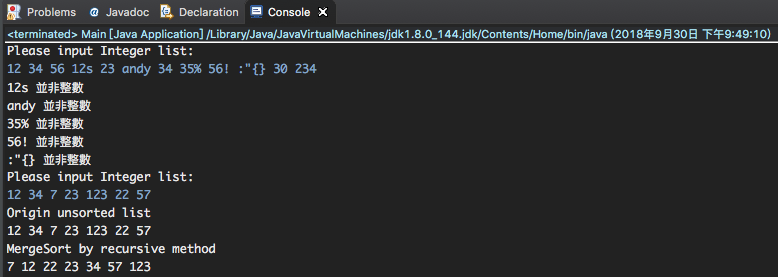 Problems Javadoc Declaration Console
<terminated> Main [Java Application] /Library/Java/JavaVirtualMachines/jdk1.8.0_144.jdk/Contents/Home/bin/java (2018年9月30日 下午9:49:10)
Please input Integer list:
12 34 56 12s 23 andy 34 35% 56! :"{} 30 234
12s 並非整數
andy 並非整數
35% 並非整數
56! 並非整數
:"{} 並非整數
Please input Integer list:
12 34 7 23 123 22 57
Origin unsorted list
12 34 7 23 123 22 57
MergeSort by recursive method
7 12 22 23 34 57 123